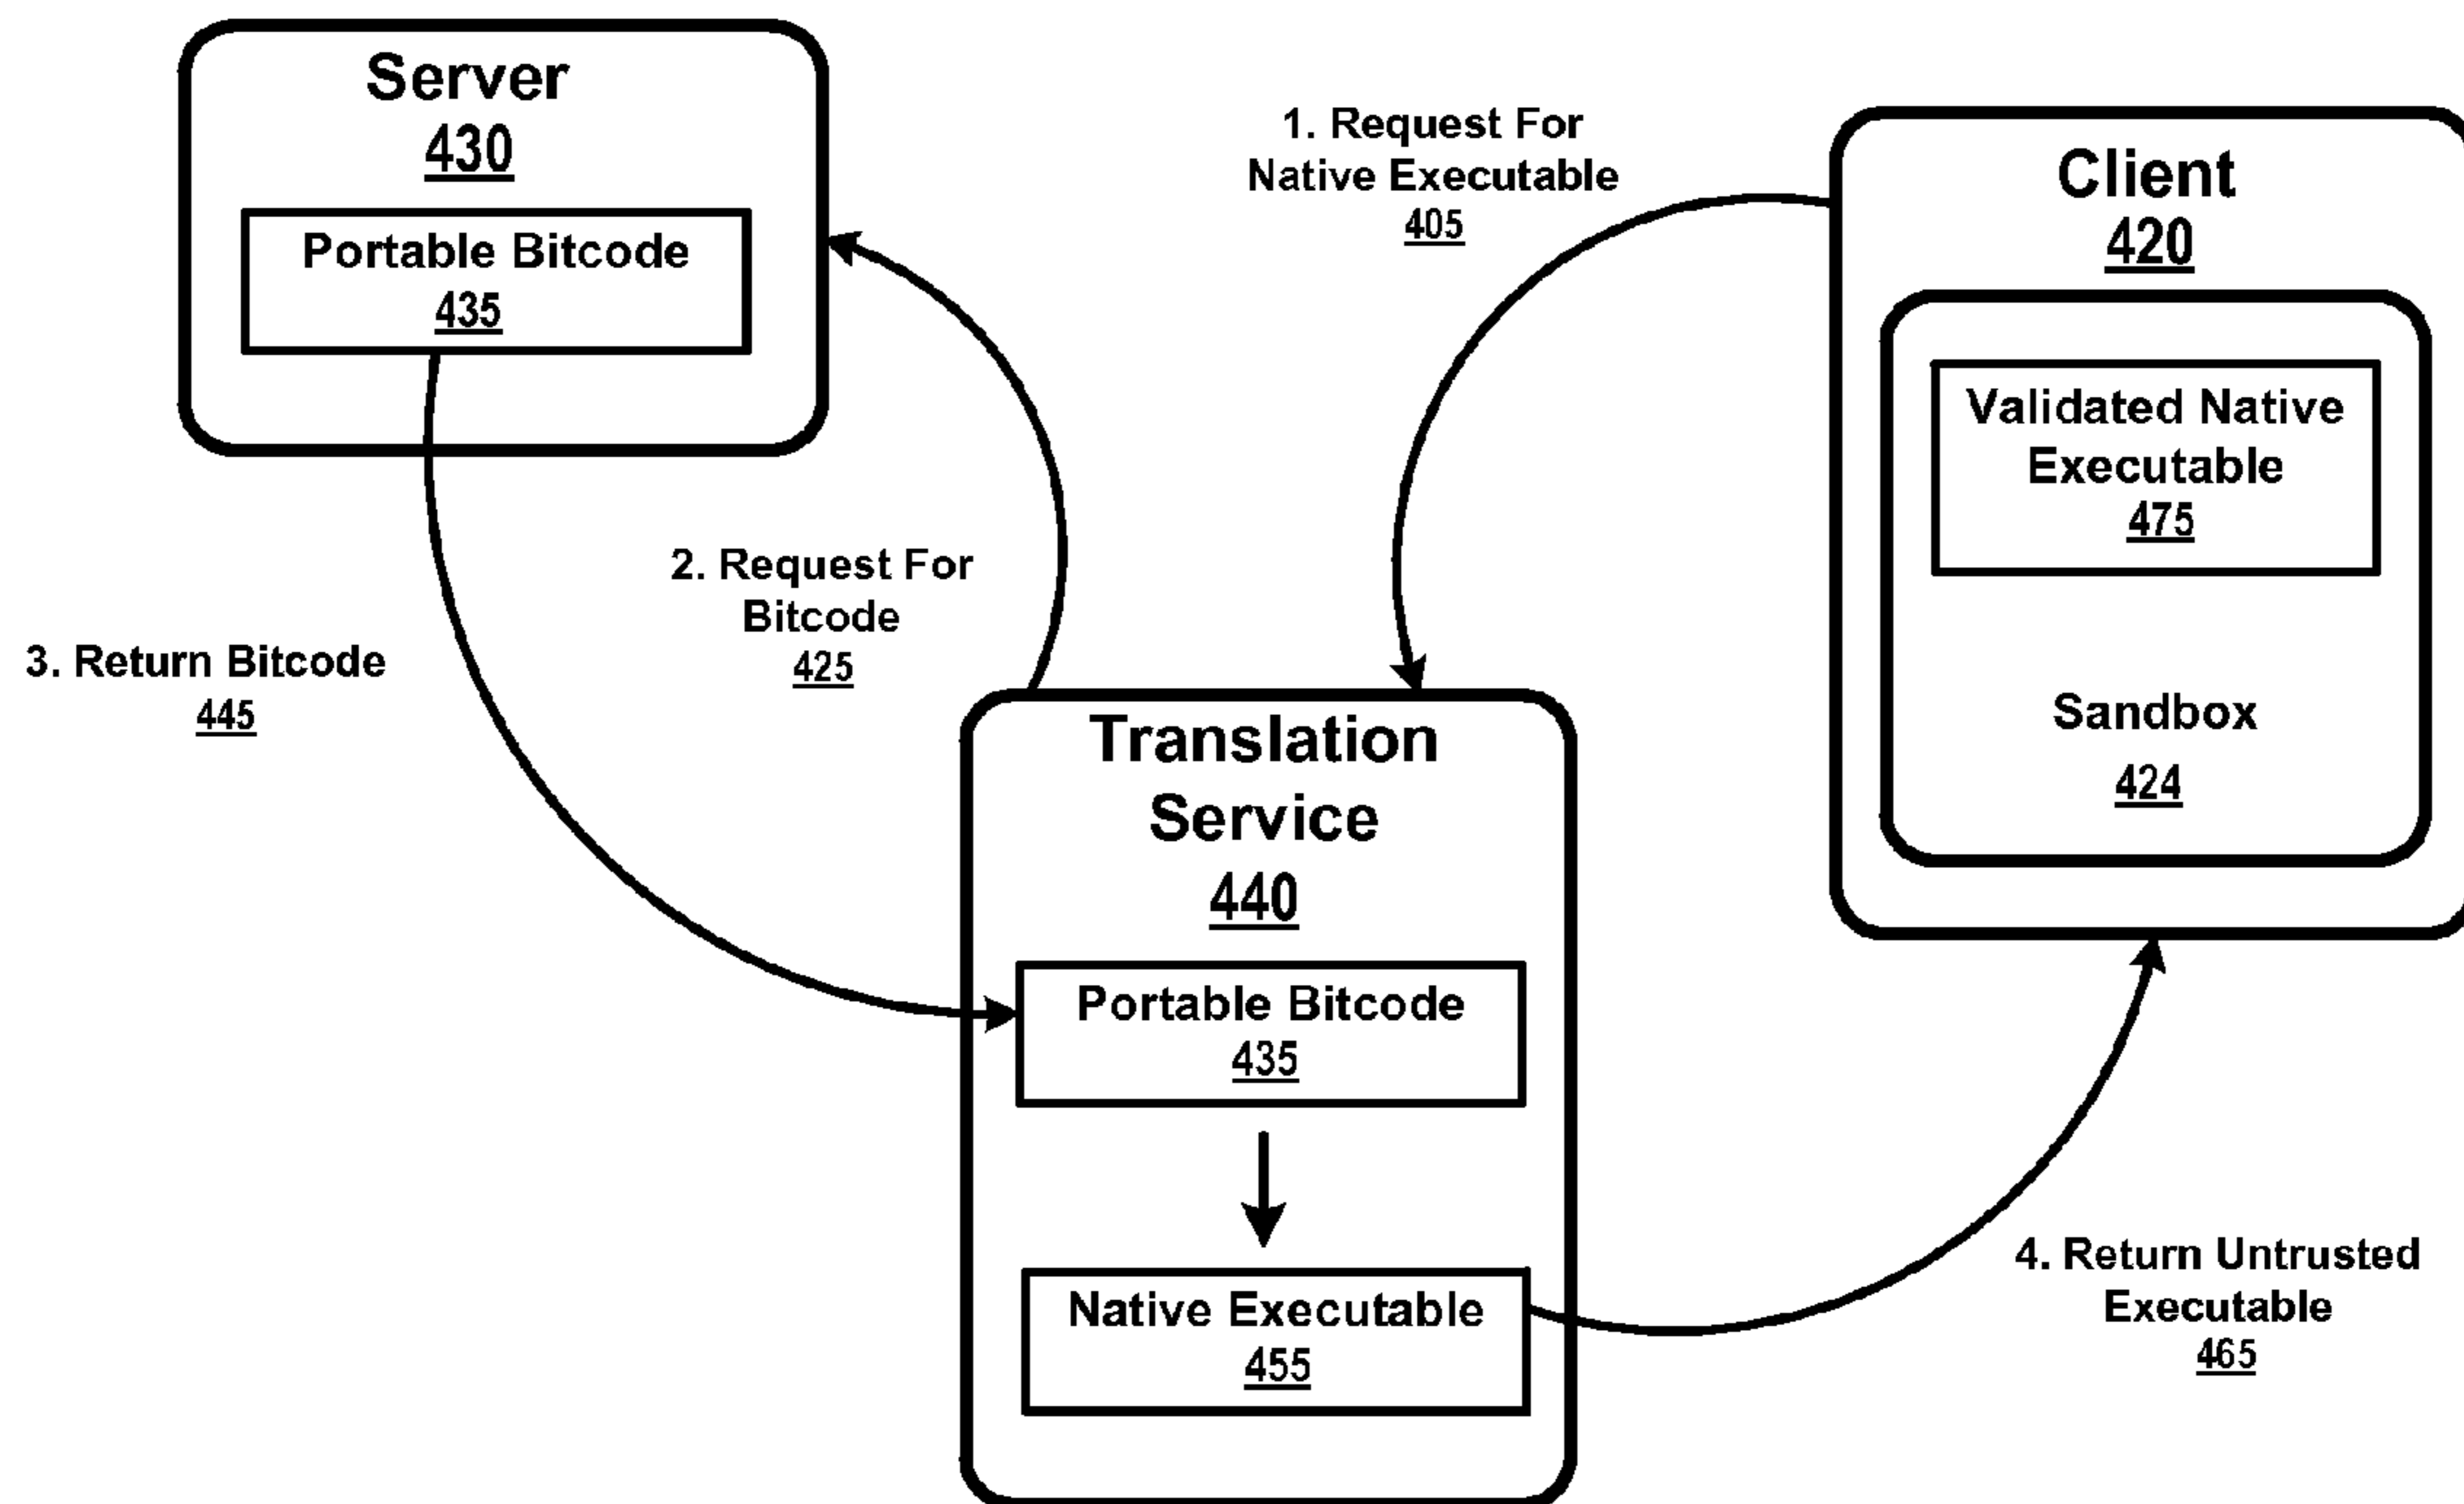 Server
430
Portable Bitcode
435
1. Request For
Native Executable
405
Client
420
Validated Native
Executable
475
Sandbox
424
2. Request For
Bitcode
425
3. Return Bitcode
445
Translation
Service
440
Portable Bitcode
435
Native Executable
455
4. Return Untrusted
Executable
465